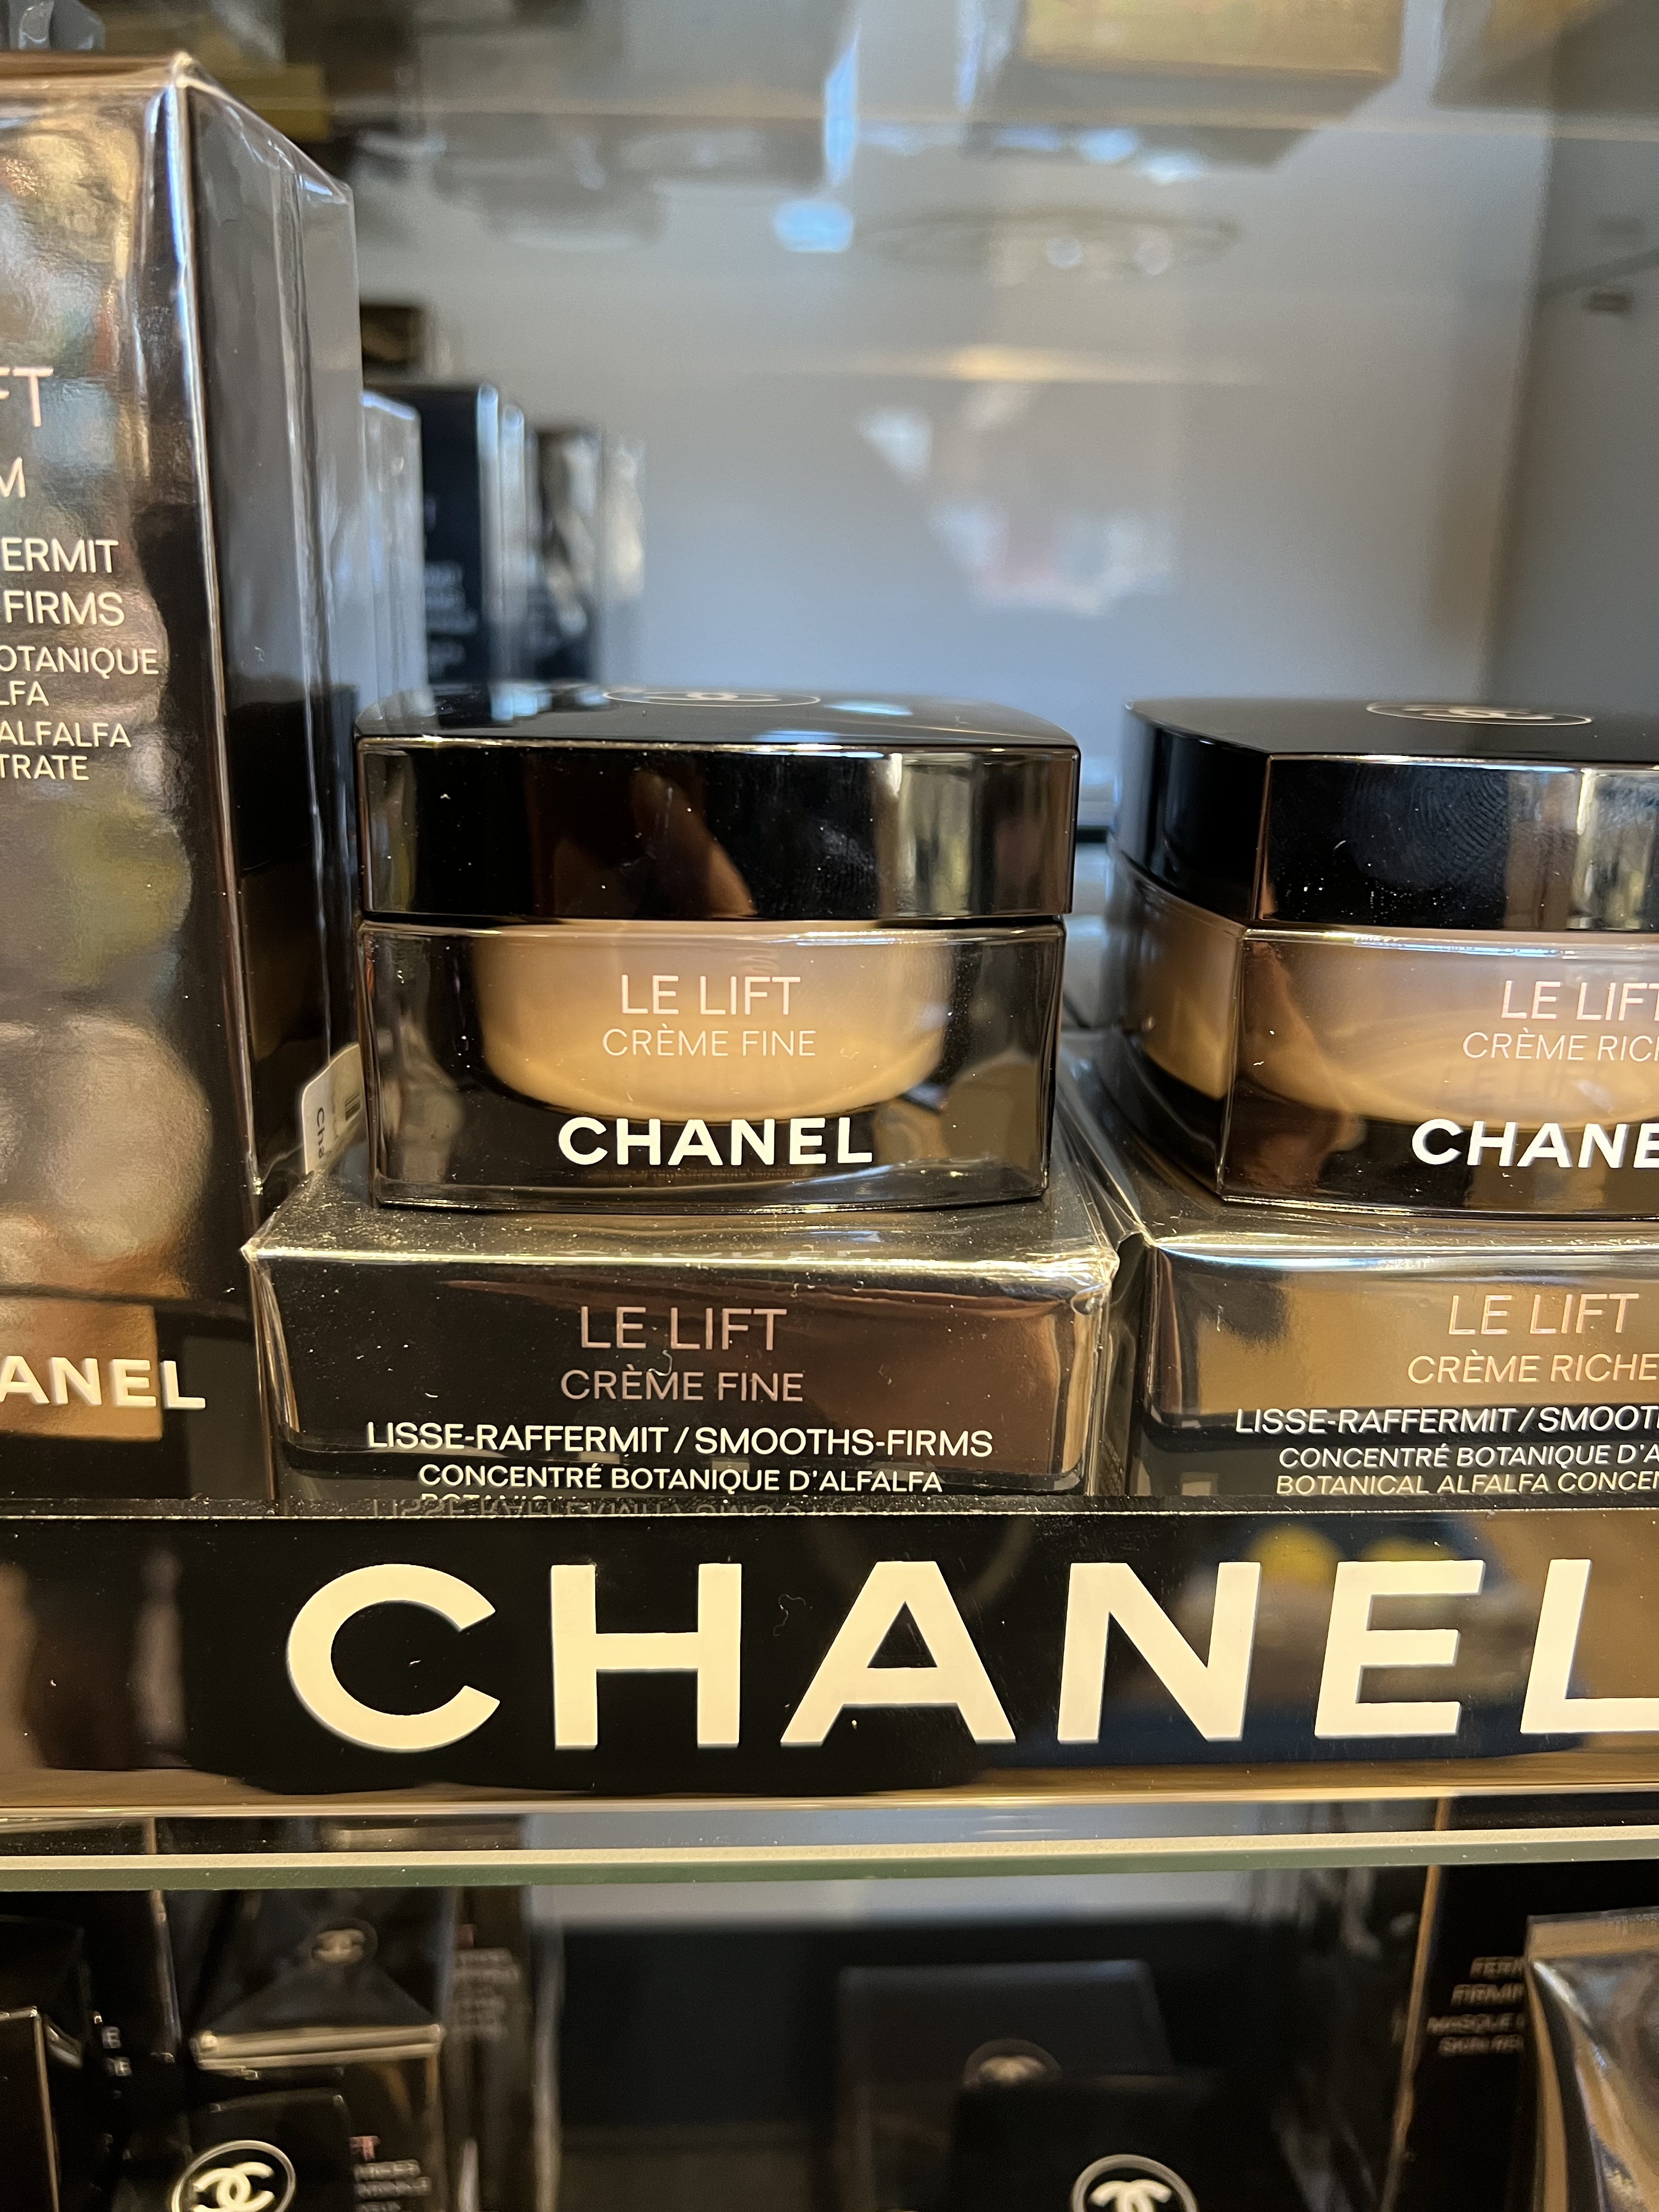 FT
M
ERMIT
FIRMS
OTANIQUE
LFA
ALFALFA
TRATE
ANEL
LE LIFT
CRÈME FINE
CHANEL
LE LIFT
CRÈME FINE
LISSE-RAFFERMIT / SMOOTHS-FIRMS
CONCENTRÉ BOTANIQUE D'ALFALFA
LE LIFT
CRÈME RICH
CHANE
LE LIFT
CRÈME RICHE
LISSE-RAFFERMIT / SMOOT
CONCENTRÉ BOTANIQUE D'A
BOTANICAL ALFALFA CONCEN
CHANEL